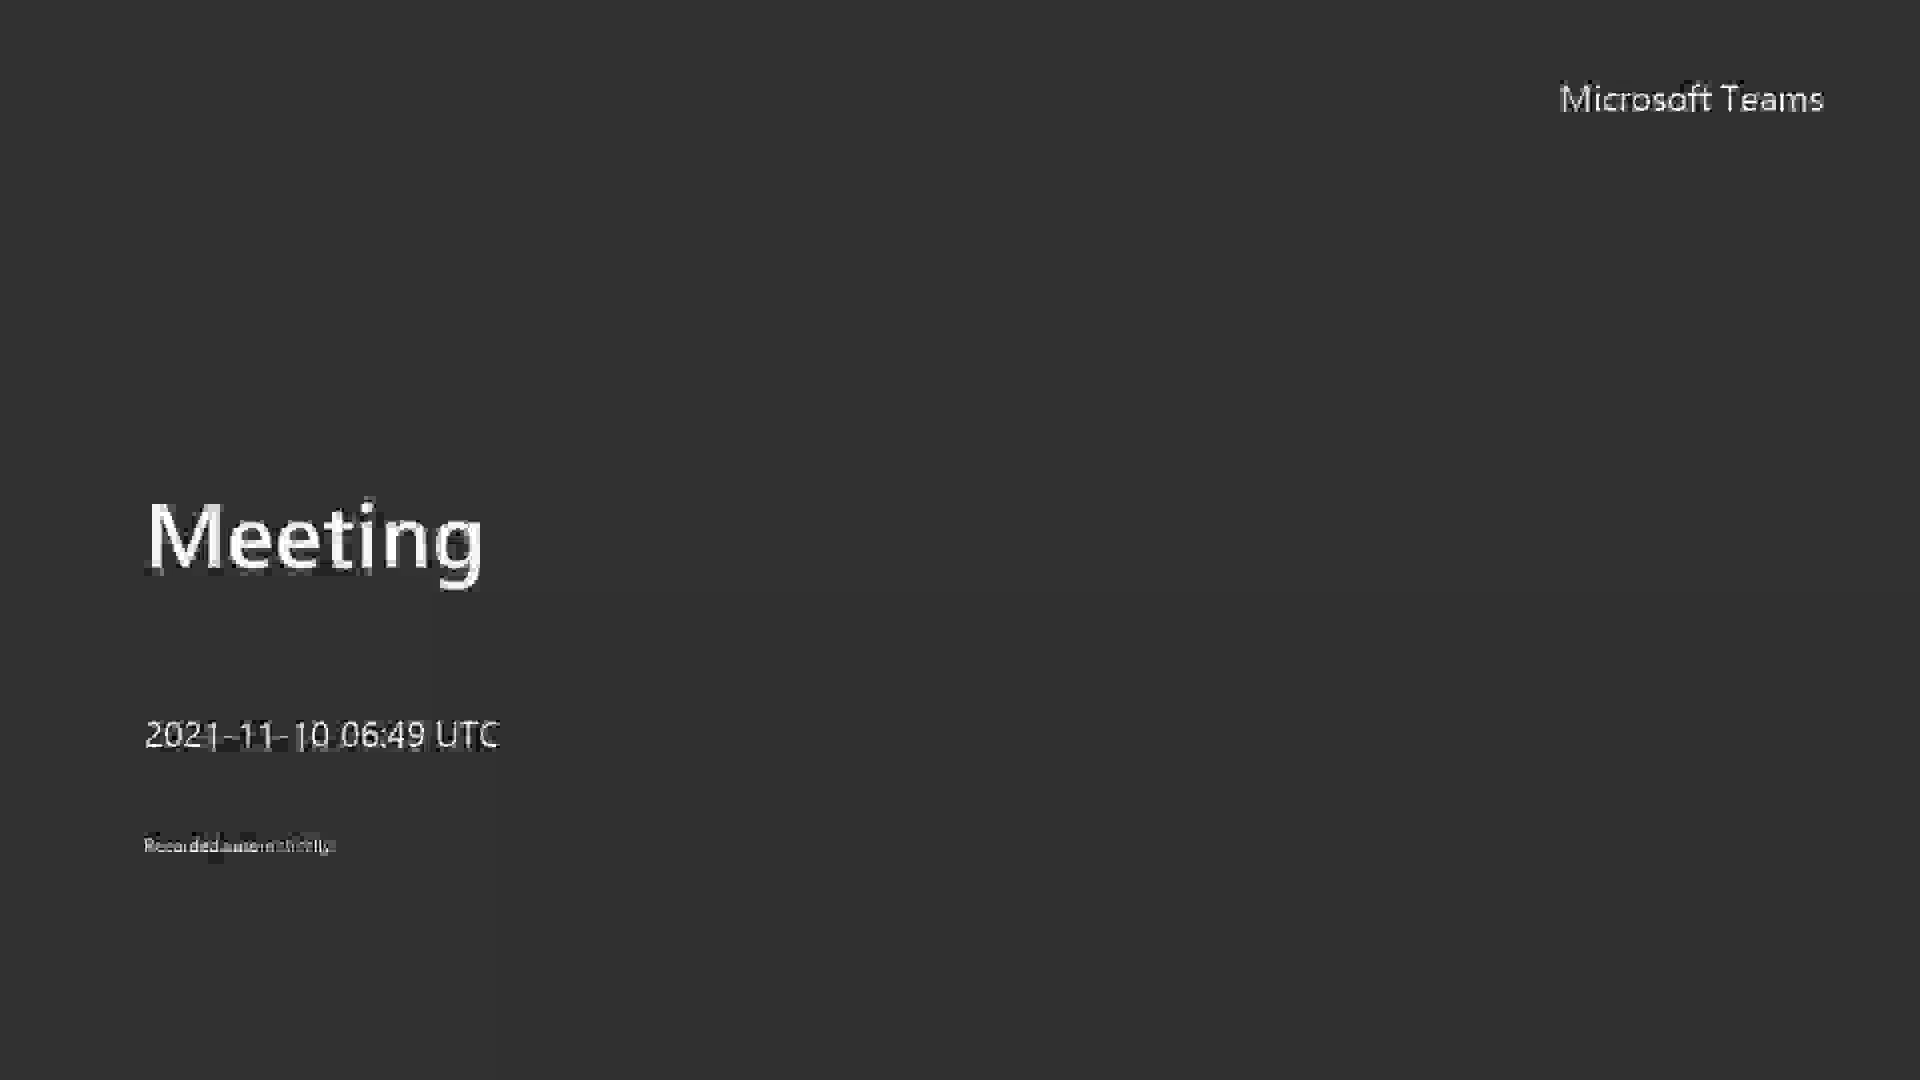 Microsoft Teams
Meeting
2021-11-10 06:49 UTC
Recorded automatically